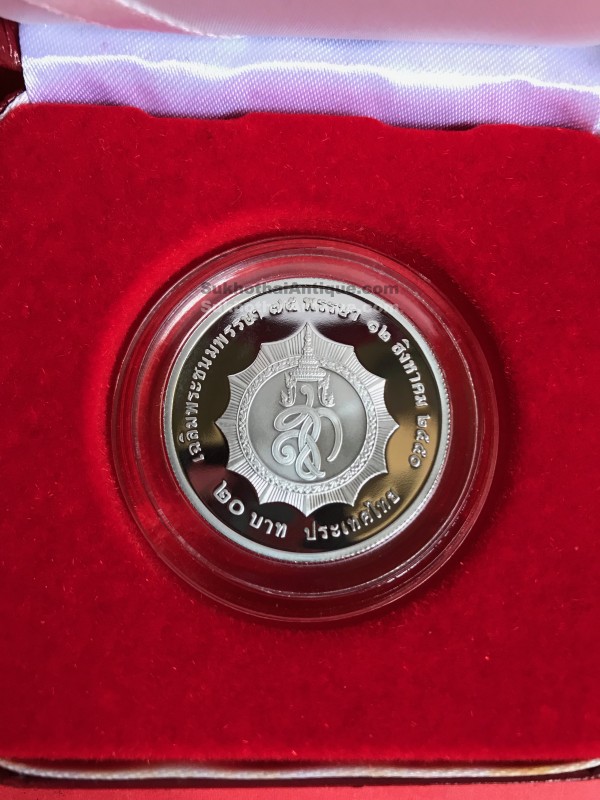 SukhothaiAntique.com
เฉลิมพระชนมพรรษา ๗๕ พรรษา ๑๒ สิงหาคม ๒๕๕๐
๒๐ บาท ประเทศไทย